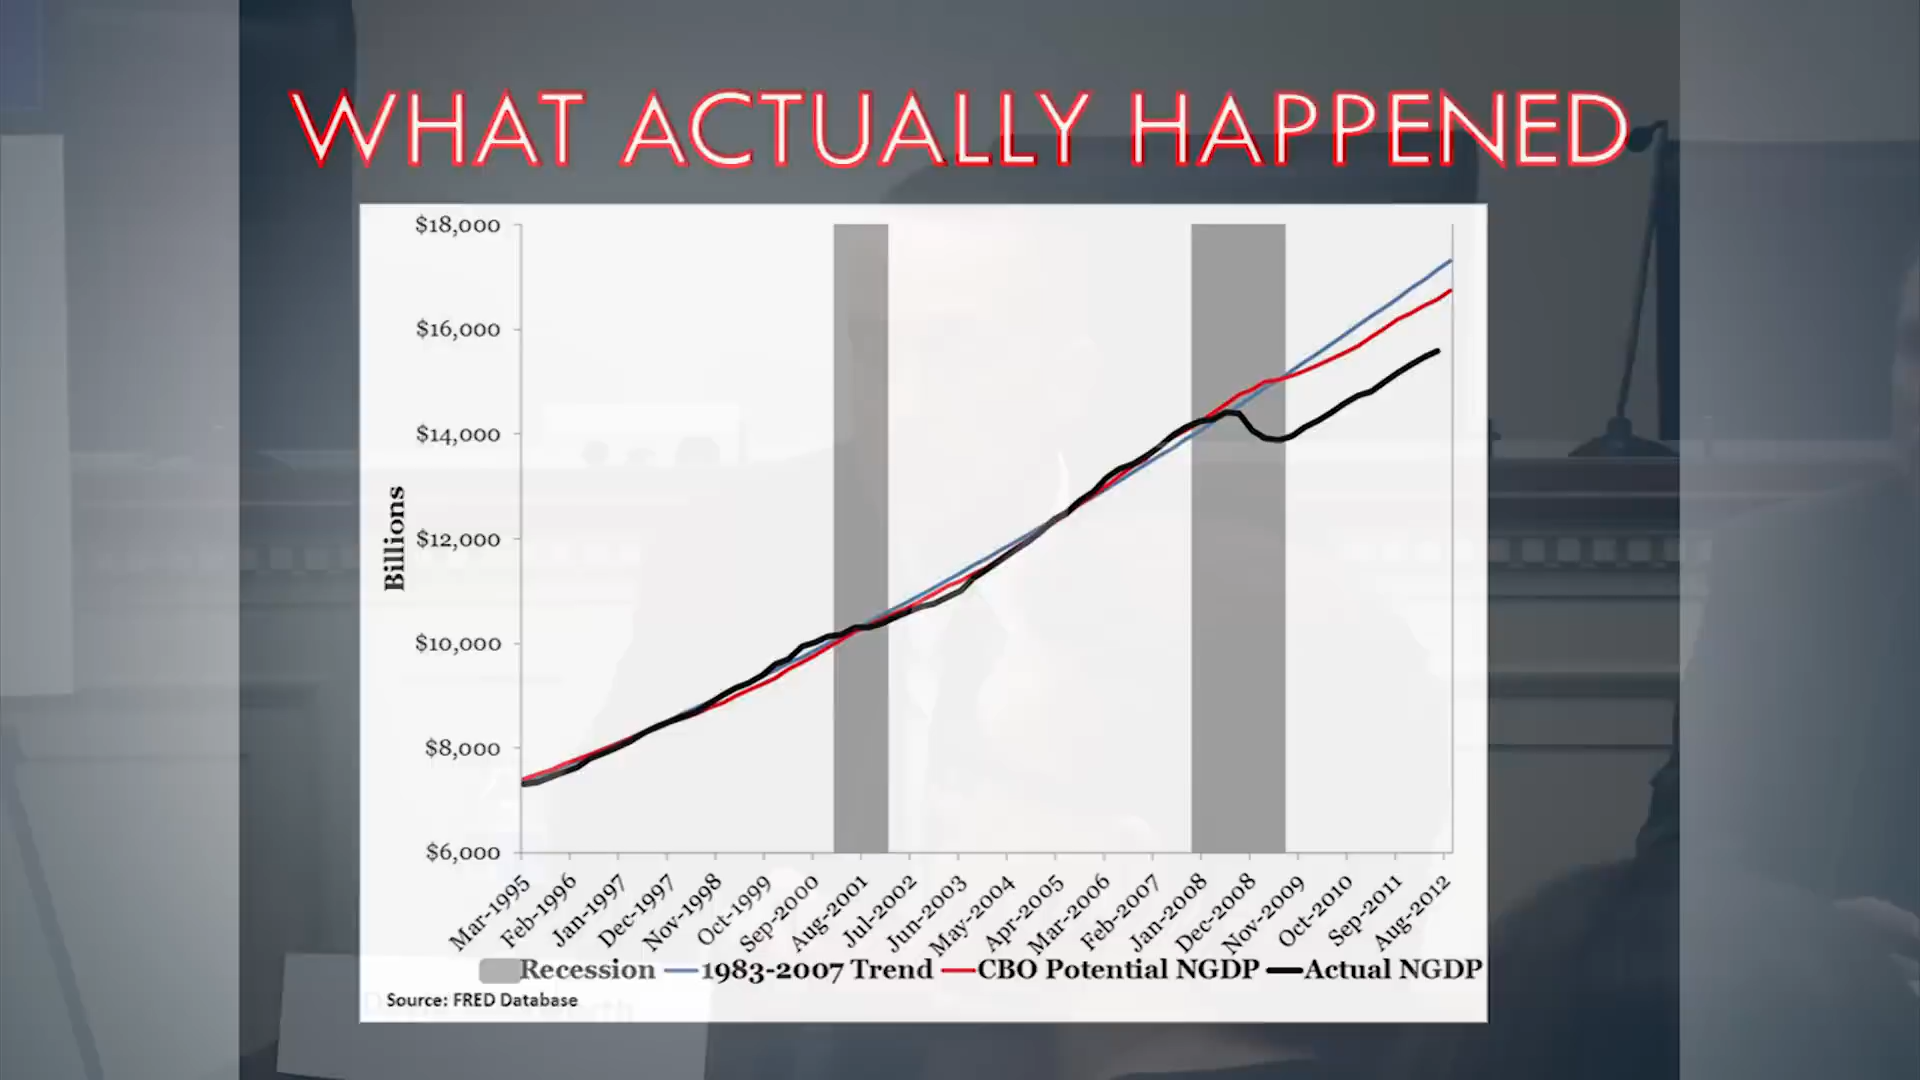 WHAT ACTUALLY HAPPENED
$18,000
$16,000
$14,000
$12,000
$10,000
$8,000
$6,000
Billions
Mar-1995
Feb-1996
Jan-1997
Dec-1997
Nov-1998
Oct-1999
Sep-2000
Aug-2001
Jul-2002
Jun-2003
May-2004
Apr-2005
Mar-2006
Feb-2007
Jan-2008
Dec-2008
Nov-2009
Oct-2010
Sep-2011
Aug-2012
Recession 1983-2007 Trend CBO Potential NGDP Actual NGDP
Source: FRED Database